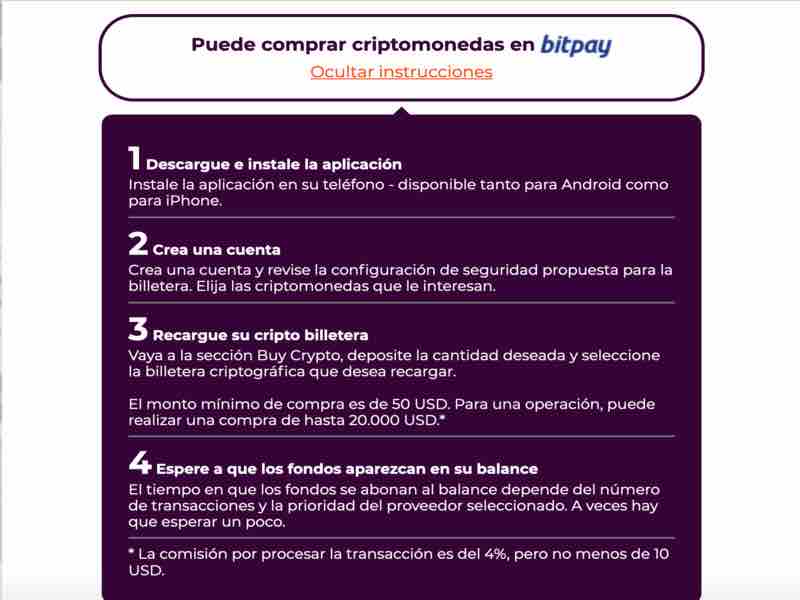 Puede comprar criptomonedas en bitpay
Ocultar instrucciones
1 Descargue e instale la aplicación
Instale la aplicación en su teléfono - disponible tanto para Android como
para iPhone.
2 Crea una cuenta
Crea una cuenta y revise la configuración de seguridad propuesta para la
billetera. Elija las criptomonedas que le interesan.
3 Recargue su cripto billetera
Vaya a la sección Buy Crypto, deposite la cantidad deseada y seleccione
la billetera criptográfica que desea recargar.
El monto mínimo de compra es de 50 USD. Para una operación, puede
realizar una compra de hasta 20.000 USD.*
4 Espere a que los fondos aparezcan en su balance
El tiempo en que los fondos se abonan al balance depende del número
de transacciones y la prioridad del proveedor seleccionado. A veces hay
que esperar un poco.
* La comisión por procesar la transacción es del 4%, pero no menos de 10
USD.